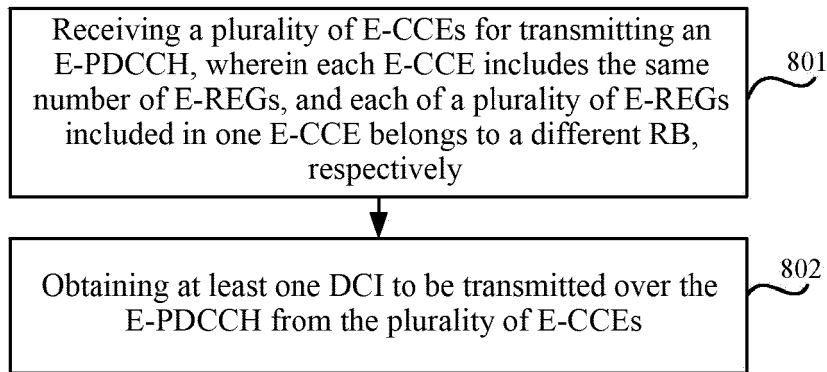 Receiving a plurality of E-CCEs for transmitting an
E-PDCCH, wherein each E-CCE includes the same
number of E-REGs, and each of a plurality of E-REGs
included in one E-CCE belongs to a different RB,
respectively
801
Obtaining at least one DCI to be transmitted over the
E-PDCCH from the plurality of E-CCEs
802